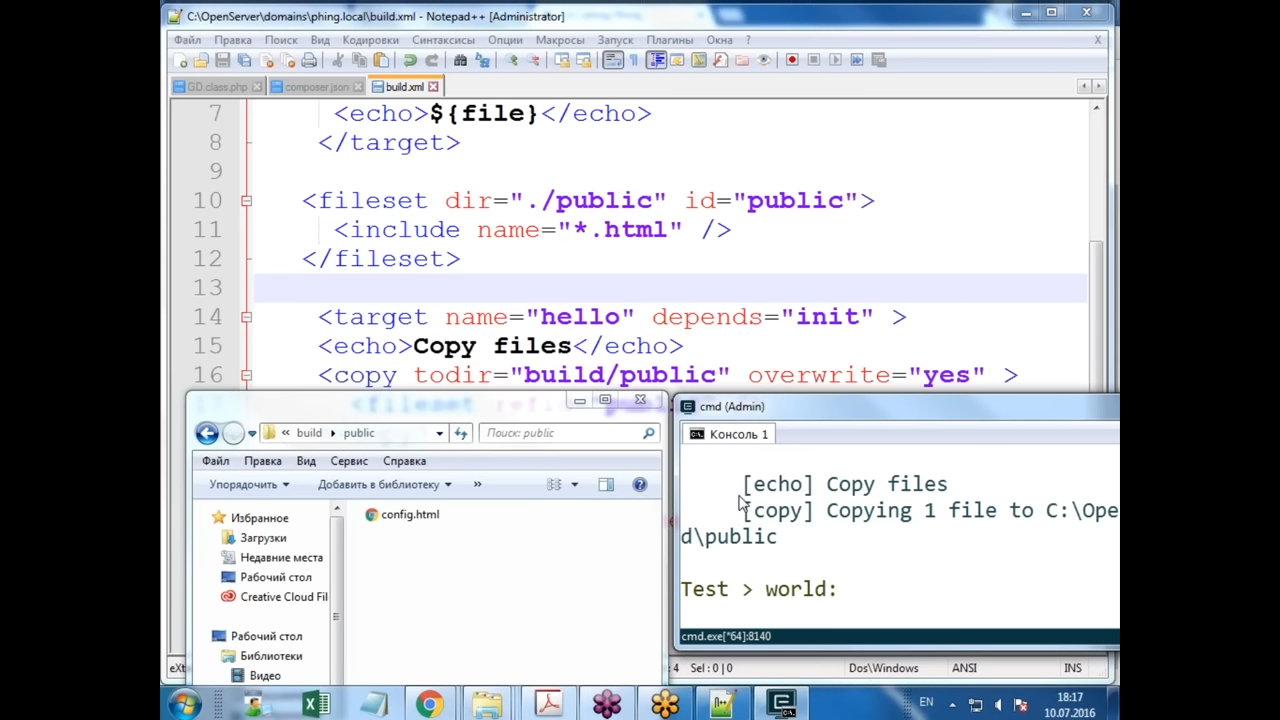 C:\OpenServer\domains\phing.local\build.xml - Notepad++ [Administrator]
Файл Правка Поиск Вид Кодировки Синтаксисы Опции Макросы Запуск Плагины Окна ? X
GD.class.php composer.json build.xml
7 <echo>${file}</echo>
8 </target>
9
10 <fileset dir="./public" id="public">
11 <include name="*.html" />
12 </fileset>
13
14 <target name="hello" depends="init" >
15 <echo>Copy files</echo>
16 <copy todir="build/public" overwrite="yes" >
<fileset
« build public
Поиск: public
Файл Правка Вид Сервис Справка
Упорядочить Добавить в библиотеку »
Избранное
Загрузки
Недавние места
Рабочий стол
Creative Cloud Fil
Рабочий стол
Библиотеки
Видео
config.html
cmd (Admin)
Консоль 1
[echo] Copy files
[copy] Copying 1 file to C:\Ope
d\public
Test > world:
cmd.exe[*64]:8140
eXt
4 Sel : 0 | 0 Dos\Windows ANSI INS
EN
18:17
10.07.2016